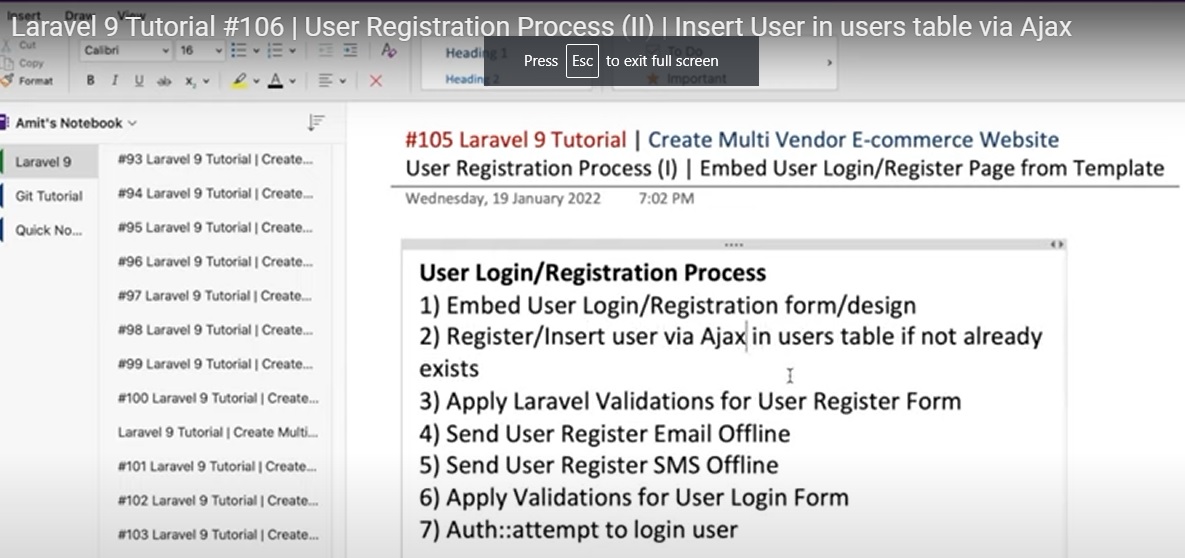 Laravel 9 Tutorial #106 | User Registration Process (II) | Insert User in users table via Ajax
Insert Draw
Press Esc to exit full screen
Cut
Copy
Format
Calibri 16
B I U ab x
Heading 1
Heading 2
To Do
Important
Amit's Notebook
Laravel 9
Git Tutorial
Quick No...
#93 Laravel 9 Tutorial | Create...
#94 Laravel 9 Tutorial | Create...
#95 Laravel 9 Tutorial | Create...
#96 Laravel 9 Tutorial | Create...
#97 Laravel 9 Tutorial | Create...
#98 Laravel 9 Tutorial | Create...
#99 Laravel 9 Tutorial | Create...
#100 Laravel 9 Tutorial | Create...
Laravel 9 Tutorial | Create Multi...
#101 Laravel 9 Tutorial | Create...
#102 Laravel 9 Tutorial | Create...
#103 Laravel 9 Tutorial | Create...
#105 Laravel 9 Tutorial | Create Multi Vendor E-commerce Website
User Registration Process (I) | Embed User Login/Register Page from Template
Wednesday, 19 January 2022 7:02 PM
User Login/Registration Process
1) Embed User Login/Registration form/design
2) Register/Insert user via Ajax in users table if not already
exists
3) Apply Laravel Validations for User Register Form
4) Send User Register Email Offline
5) Send User Register SMS Offline
6) Apply Validations for User Login Form
7) Auth::attempt to login user